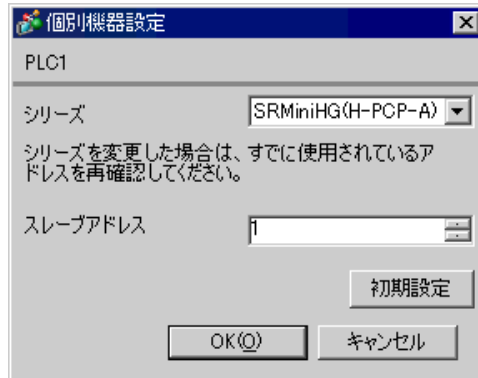 個別機器設定
PLC1
シリーズ SRMiniHG(H-PCP-A)
シリーズを変更した場合は、すでに使用されているア
ドレスを再確認してください。
スレーブアドレス 1
初期設定
OK(O) キャンセル